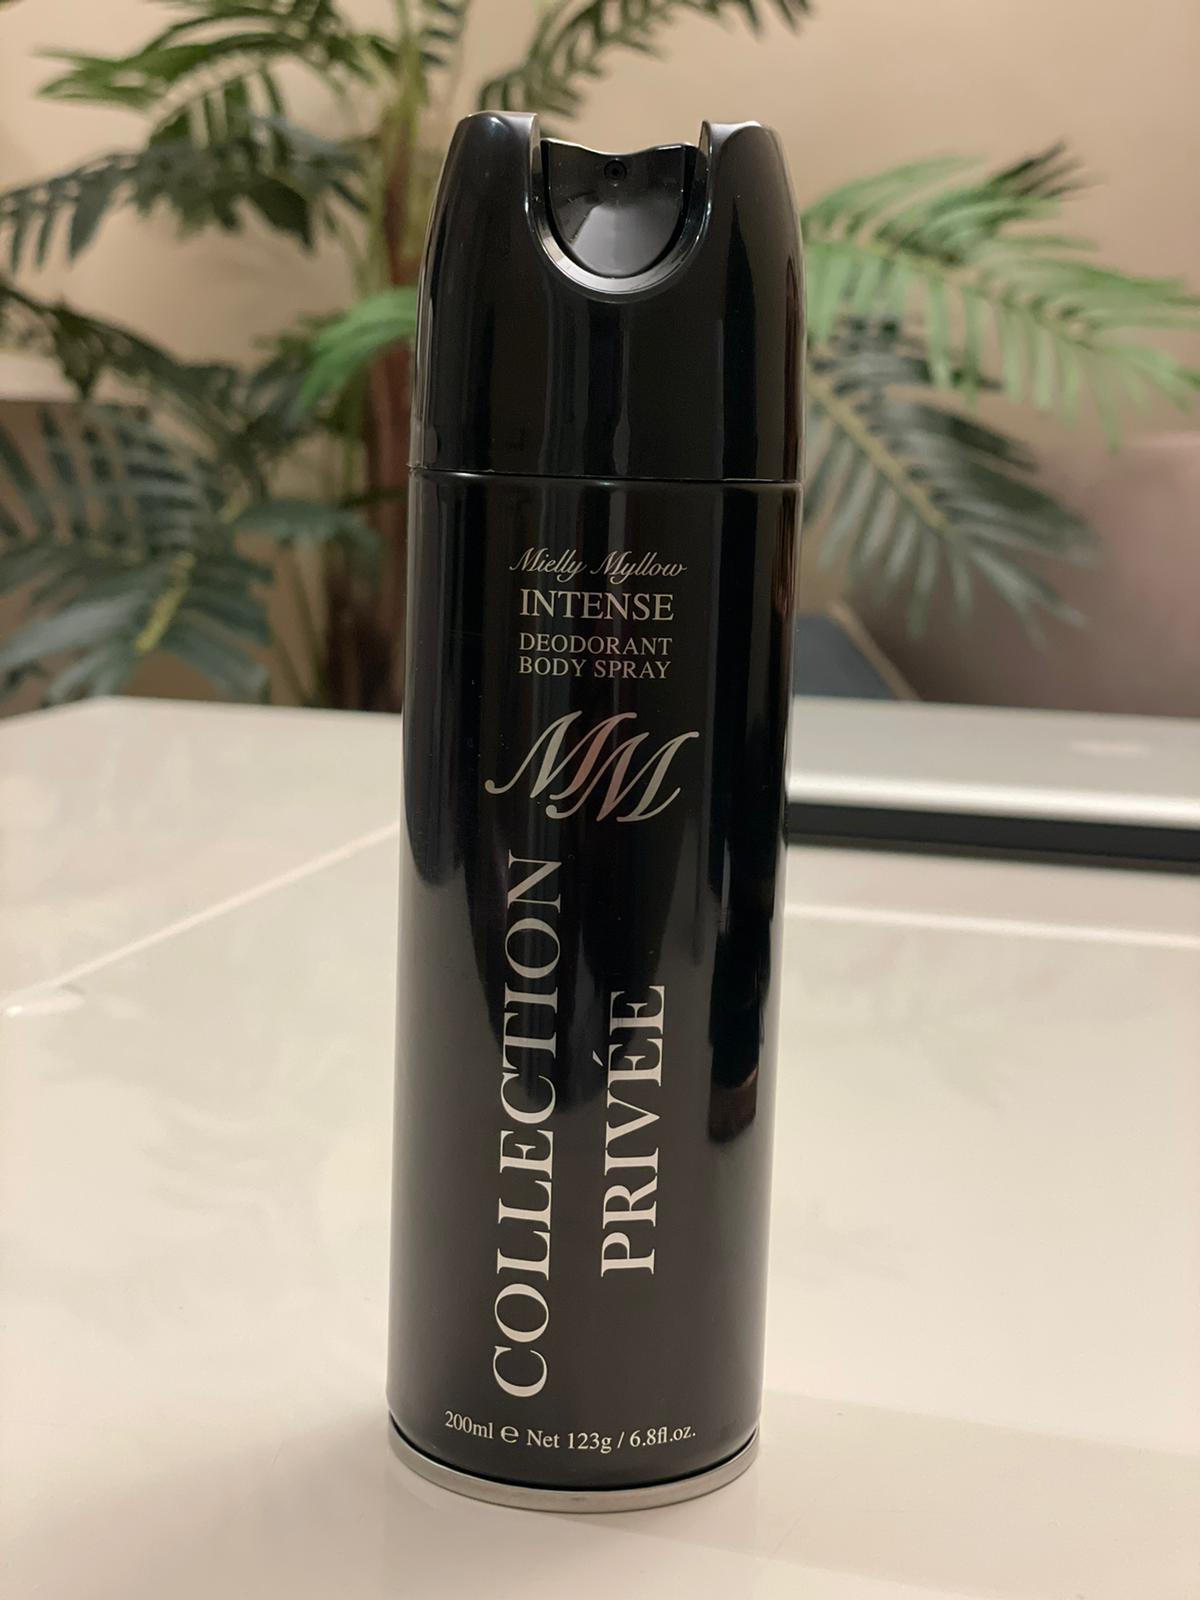 Mielly Myllow
INTENSE
DEODORANT
BODY SPRAY
MM
COLLECTION
PRIVÉE
200ml ℮ Net 123g / 6.8fl.oz.